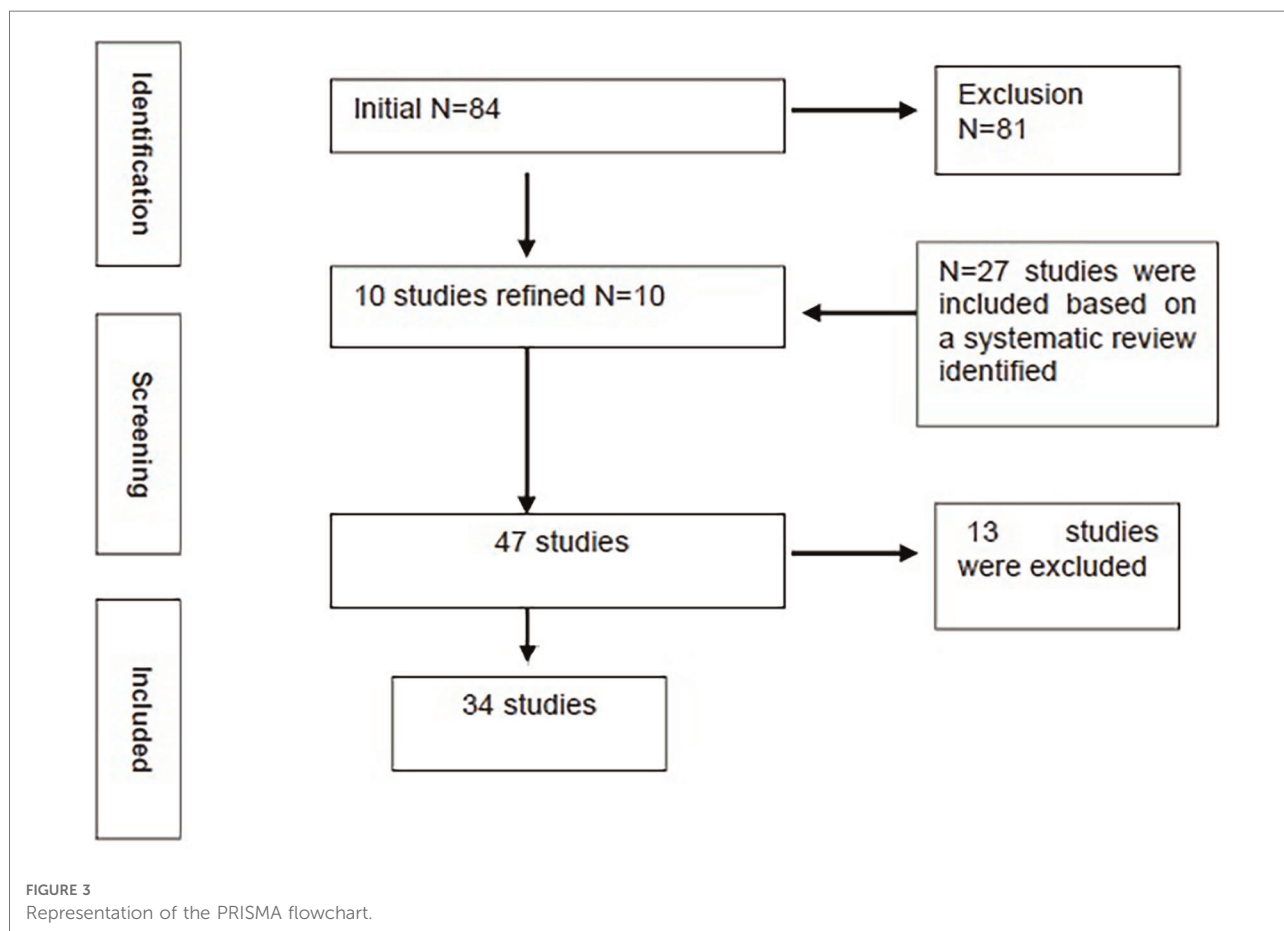 Identification
Initial N=84
Exclusion
N=81
10 studies refined N=10
N=27 studies were
included based on
a systematic review
identified
Screening
47 studies
13 studies
were excluded
Included
34 studies
FIGURE 3
Representation of the PRISMA flowchart.